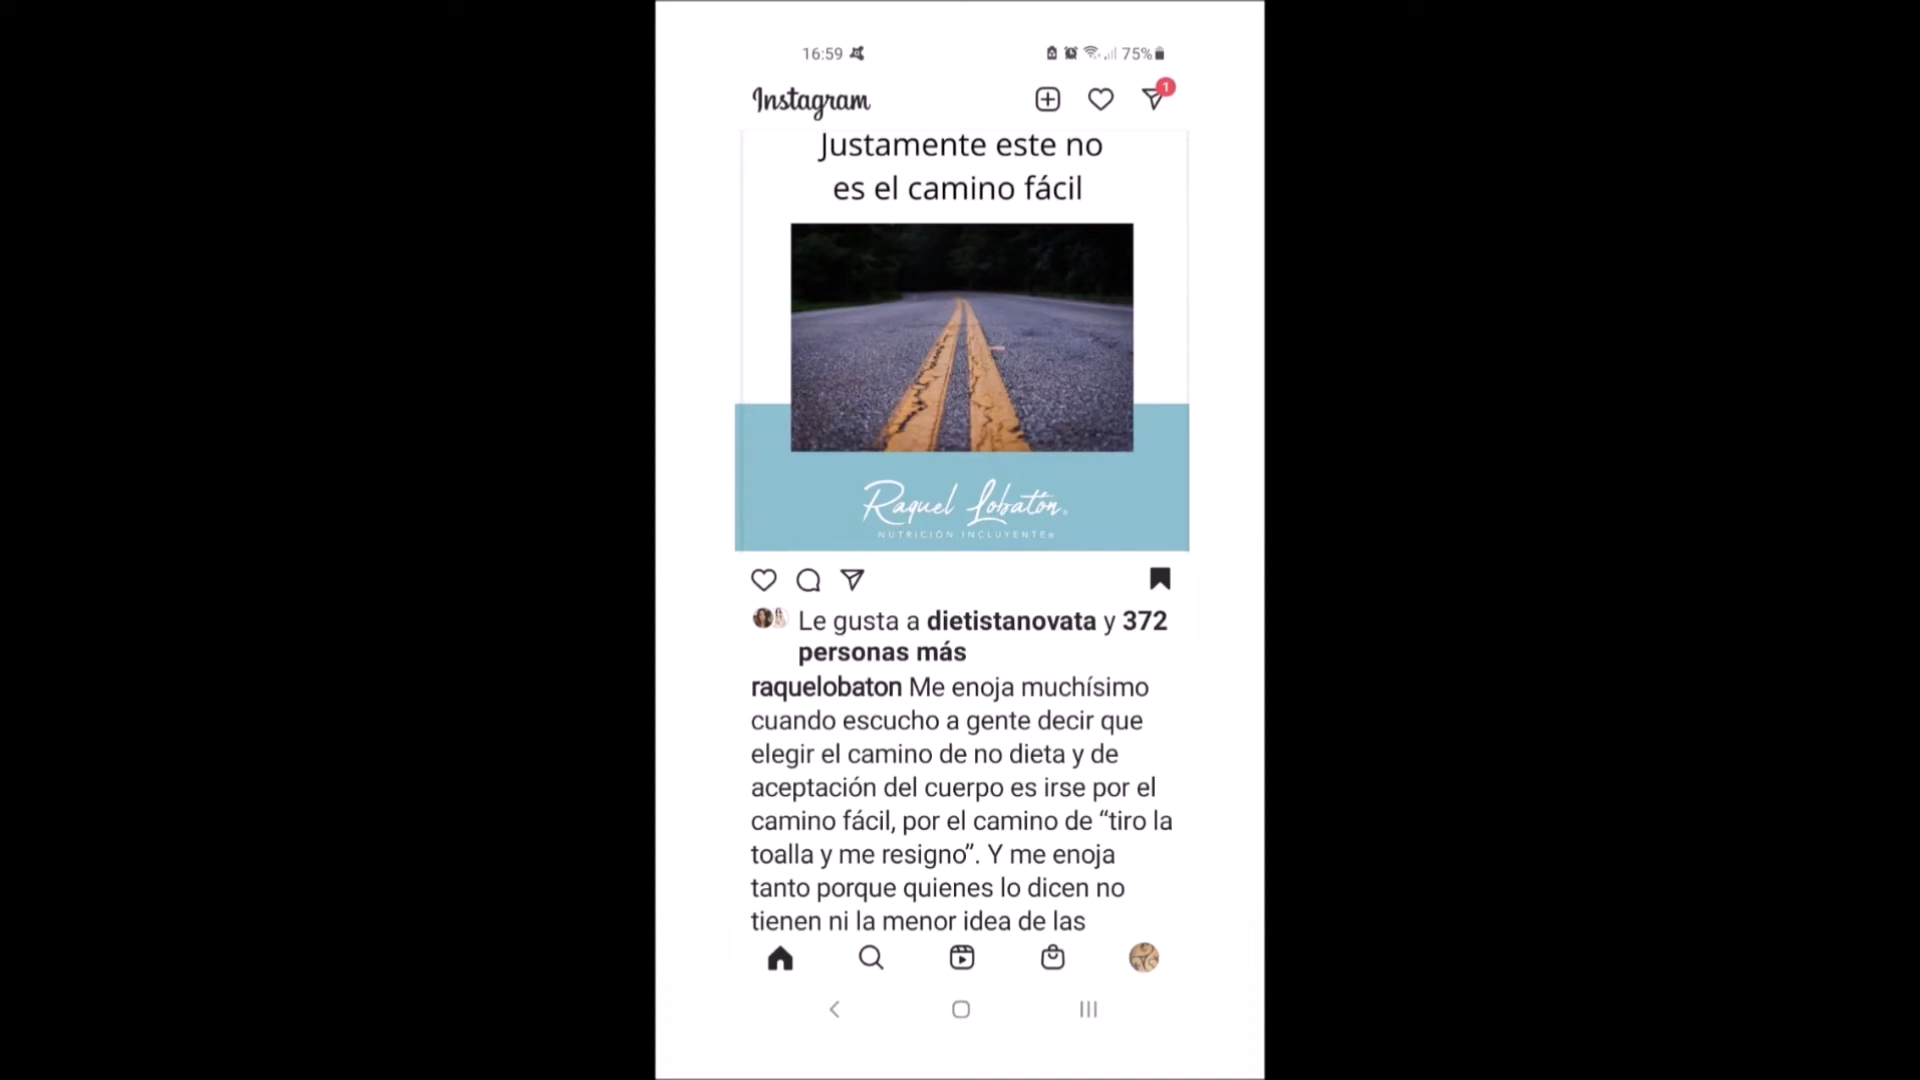 16:59 75%
Instagram 1
Justamente este no
es el camino fácil
Raquel Lobatón®
NUTRICIÓN INCLUYENTE®
Le gusta a dietistanovata y 372
personas más
raquelobaton Me enoja muchísimo
cuando escucho a gente decir que
elegir el camino de no dieta y de
aceptación del cuerpo es irse por el
camino fácil, por el camino de “tiro la
toalla y me resigno”. Y me enoja
tanto porque quienes lo dicen no
tienen ni la menor idea de las